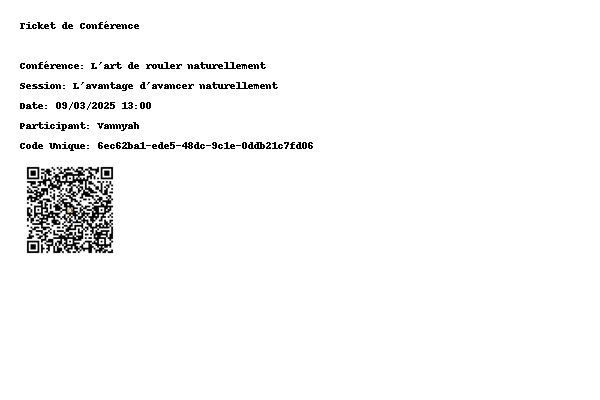 Ticket de Conférence
Conférence: L'art de rouler naturellement
Session: L'avantage d'avancer naturellement
Date: 09/03/2025 13:00
Participant: Vannyah
Code Unique: 6ec62ba1-ede5-48dc-9c1e-0ddb21c7fd06